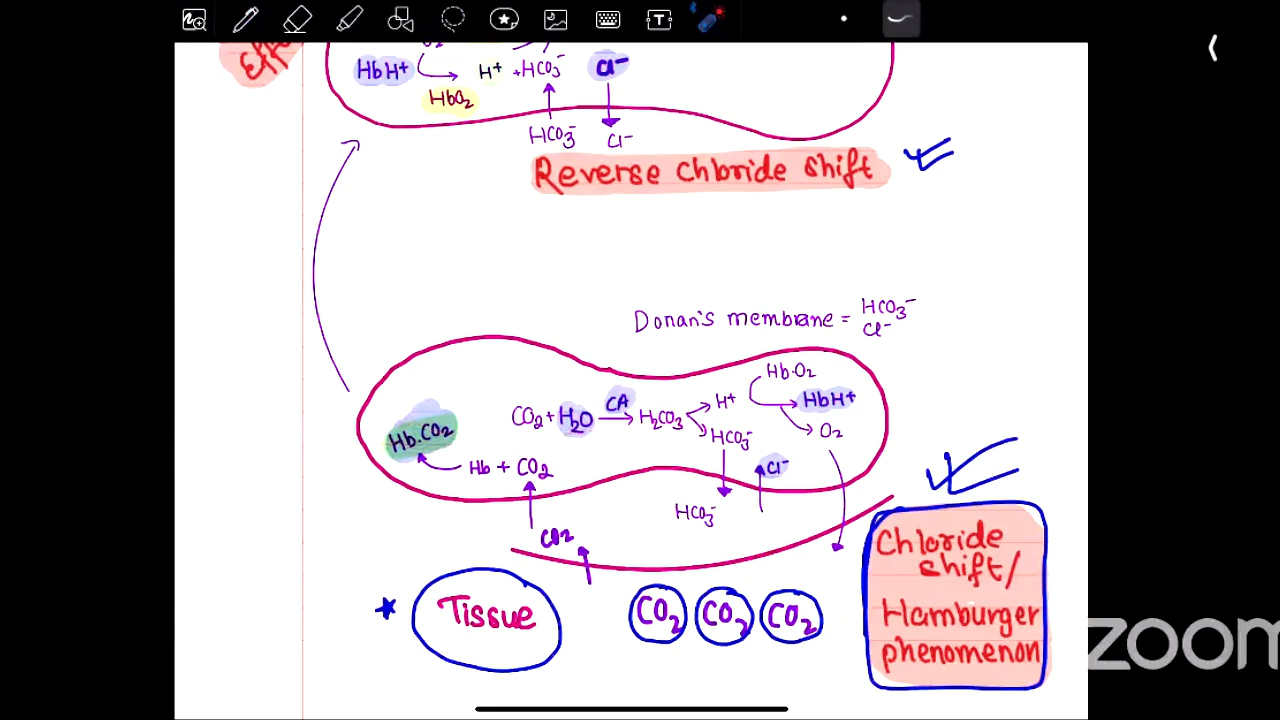 Effe
HbH+ H+ +HCO3-  Cl-
HbO2
HCO3- Cl-
Reverse Chloride shift
Donan's membrane = HCO3-
Cl-
Hb.O2
CO2 + H2O CA H2CO3 H+ HbH+
Hb.CO2 HCO3- O2
Hb + CO2 Cl-
HCO3-
CO2
Chloride
shift/
Hamburger
phenomenon
Tissue CO2 CO2 CO2
zoom
T